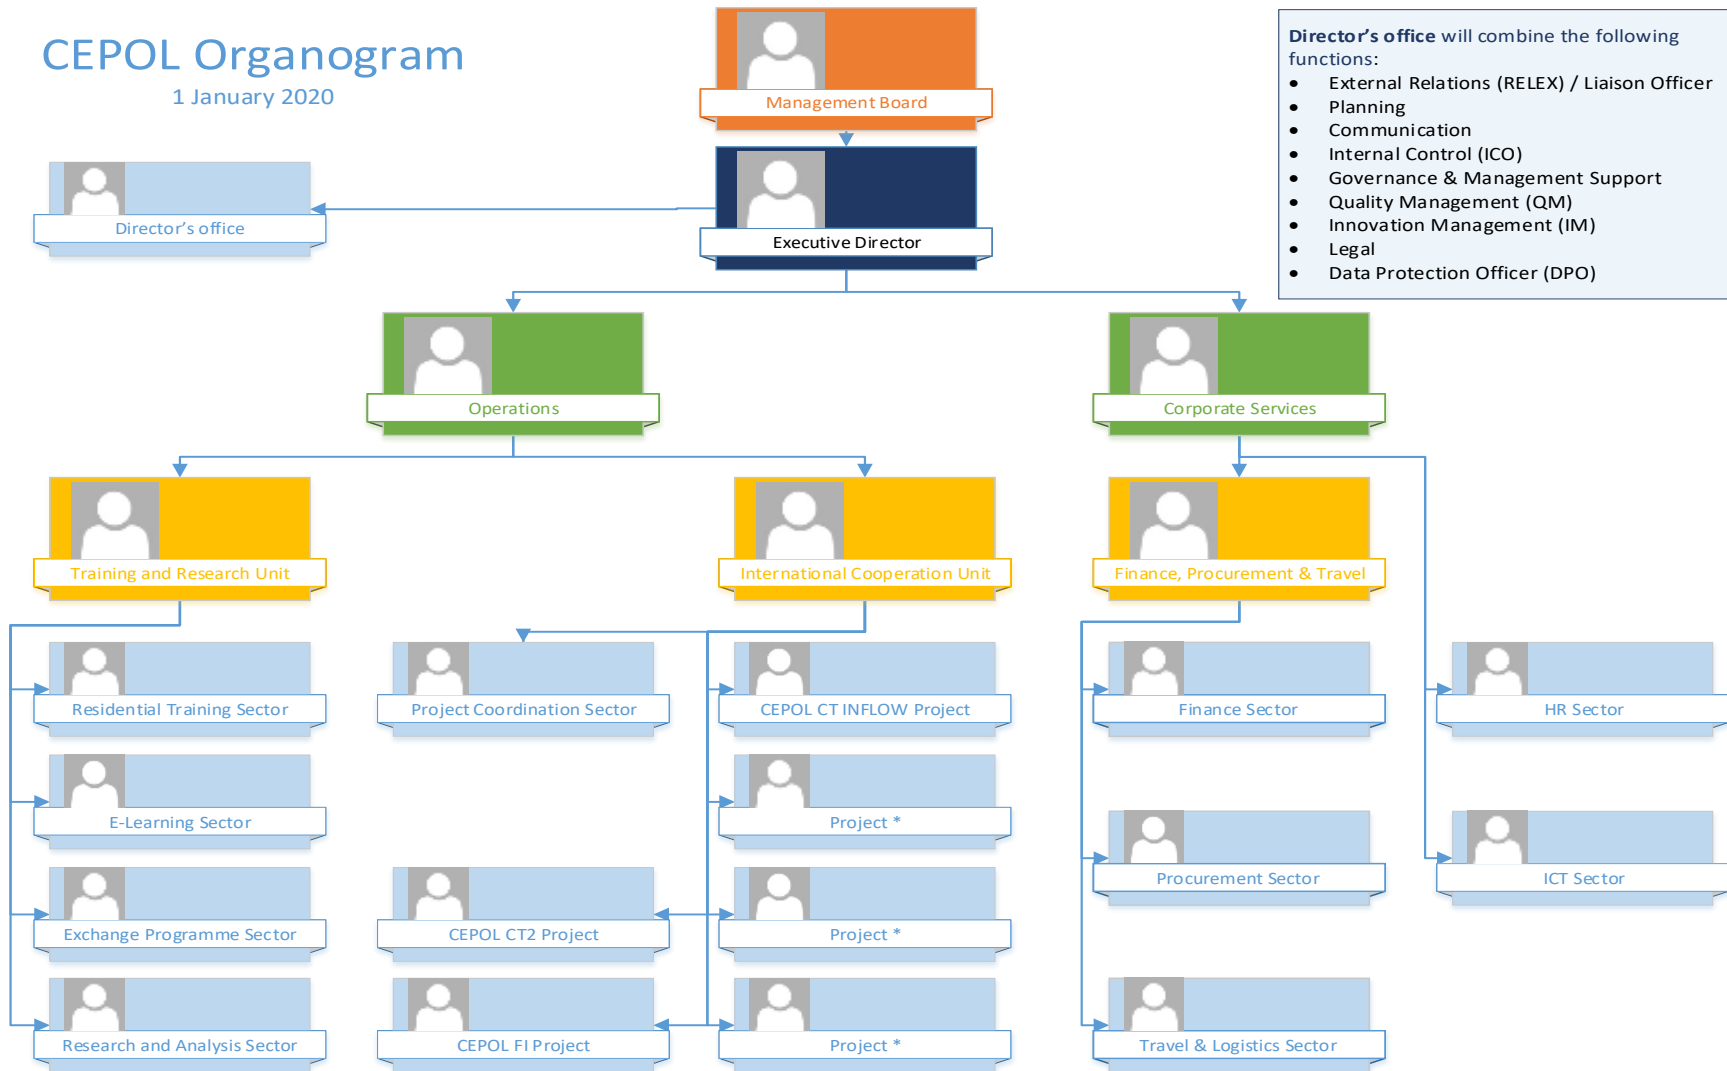 CEPOL Organogram
1 January 2020
Management Board
Director's office will combine the following
functions:
• External Relations (RELEX) / Liaison Officer
• Planning
• Communication
• Internal Control (ICO)
• Governance & Management Support
• Quality Management (QM)
• Innovation Management (IM)
• Legal
• Data Protection Officer (DPO)
Director's office
Executive Director
Operations
Corporate Services
Training and Research Unit
International Cooperation Unit
Finance, Procurement & Travel
Residential Training Sector
Project Coordination Sector
CEPOL CT INFLOW Project
Finance Sector
HR Sector
E-Learning Sector
Project *
Procurement Sector
ICT Sector
Exchange Programme Sector
CEPOL CT2 Project
Project *
Research and Analysis Sector
CEPOL FI Project
Project *
Travel & Logistics Sector